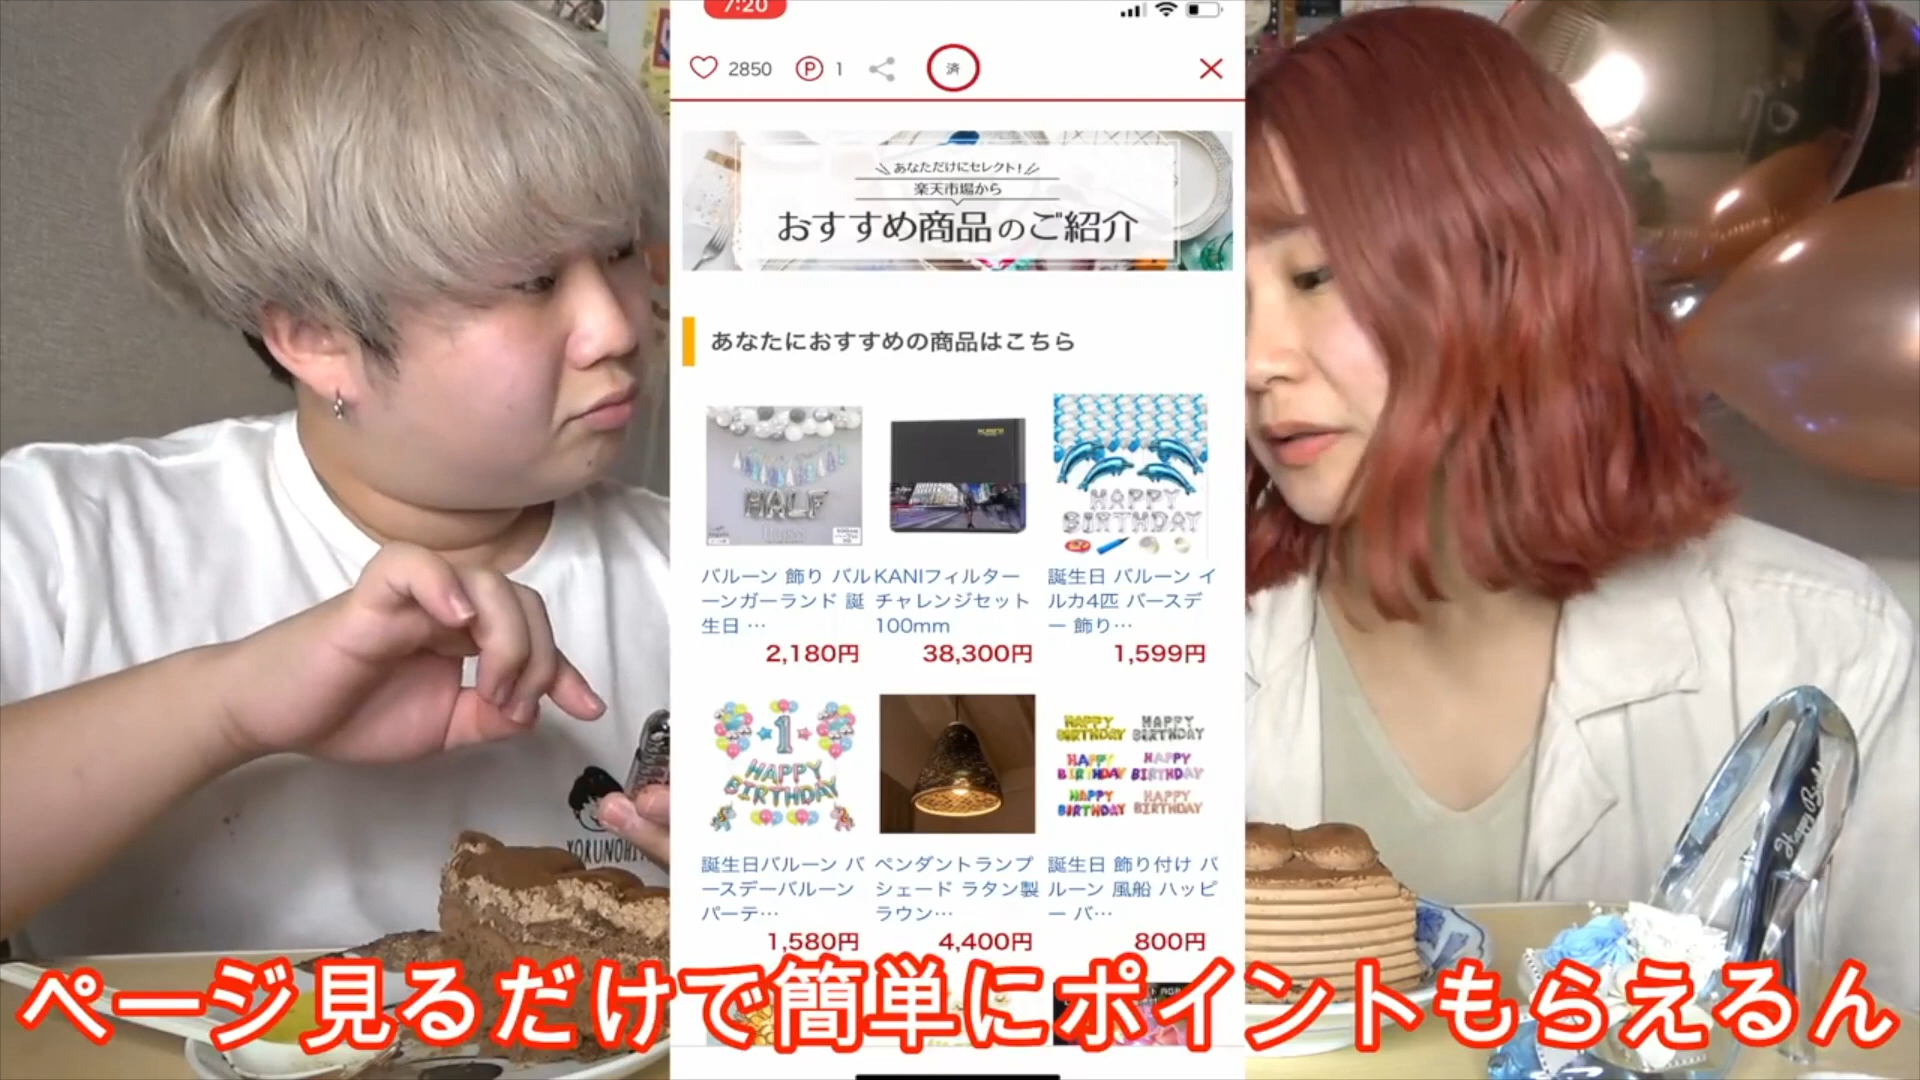 7:20
2850
P 1
済
あなただけにセレクト!
楽天市場から
おすすめ商品のご紹介
あなたにおすすめの商品はこちら
HALF
HAPPY
BIRTHDAY
バルーン 飾り バル
ーンガーランド 誕
生日 …
2,180円
KANIフィルター
チャレンジセット
100mm
38,300円
誕生日 バルーン イ
ルカ4匹 バースデ
ー 飾り…
1,599円
1
HAPPY
BIRTHDAY
HAPPY
BIRTHDAY
HAPPY
BIRTHDAY
HAPPY
BIRTHDAY
HAPPY
BIRTHDAY
HAPPY
BIRTHDAY
HAPPY
BIRTHDAY
誕生日バルーン バ
ースデーバルーン
パーテ…
1,580円
ペンダントランプ
シェード ラタン製
ラウン…
4,400円
誕生日 飾り付け バ
ルーン 風船 ハッピ
ー バ…
800円
ページ見るだけで簡単にポイントもらえるん